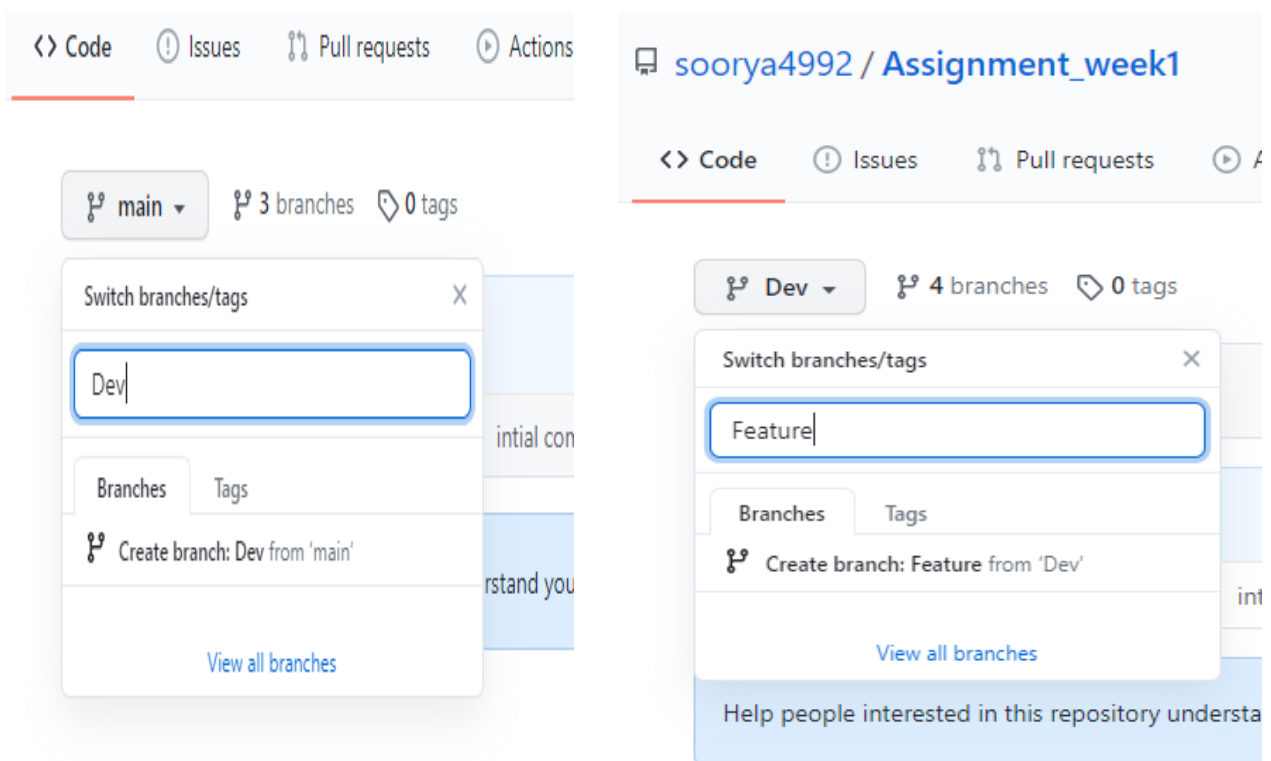 <> Code Issues Pull requests Actions
main 3 branches 0 tags
Switch branches/tags
Dev
intial con
Branches Tags
Create branch: Dev from 'main'
rstand you
View all branches
soorya4992 / Assignment_week1
<> Code Issues Pull requests A
Dev 4 branches 0 tags
Switch branches/tags
Feature
Branches Tags
Create branch: Feature from 'Dev'
int
View all branches
Help people interested in this repository understa